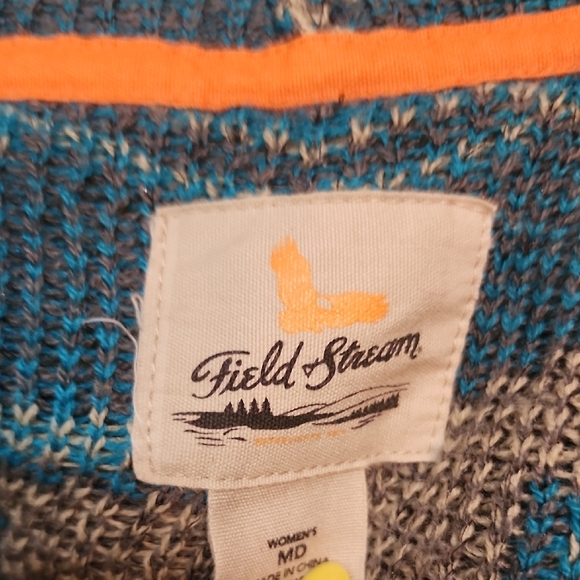 Field & Stream
WOMEN'S
MD
MADE IN CHINA